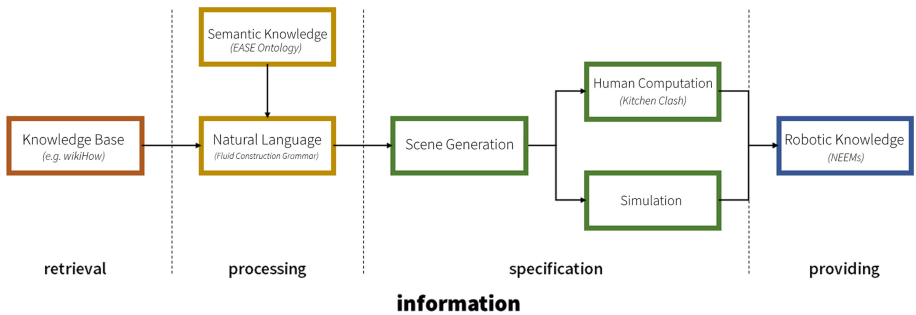 Semantic Knowledge
(EASE Ontology)
Knowledge Base
(e.g. wikiHow)
Natural Language
(Fluid Construction Grammar)
Scene Generation
Human Computation
(Kitchen Clash)
Simulation
Robotic Knowledge
(NEEMs)
retrieval
processing
specification
providing
information